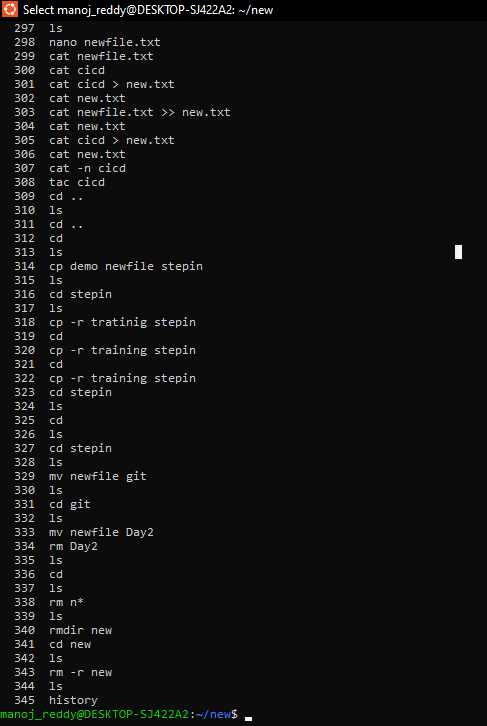 Select manoj_reddy@DESKTOP-SJ422A2: ~/new
297 ls
298 nano newfile.txt
299 cat newfile.txt
300 cat cicd
301 cat cicd > new.txt
302 cat new.txt
303 cat newfile.txt >> new.txt
304 cat new.txt
305 cat cicd > new.txt
306 cat new.txt
307 cat -n cicd
308 tac cicd
309 cd ..
310 ls
311 cd ..
312 cd
313 ls
314 cp demo newfile stepin
315 ls
316 cd stepin
317 ls
318 cp -r tratinig stepin
319 cd
320 cp -r training stepin
321 cd
322 cp -r training stepin
323 cd stepin
324 ls
325 cd
326 ls
327 cd stepin
328 ls
329 mv newfile git
330 ls
331 cd git
332 ls
333 mv newfile Day2
334 rm Day2
335 ls
336 cd
337 ls
338 rm n*
339 ls
340 rmdir new
341 cd new
342 ls
343 rm -r new
344 ls
345 history
manoj_reddy@DESKTOP-SJ422A2:~/new$